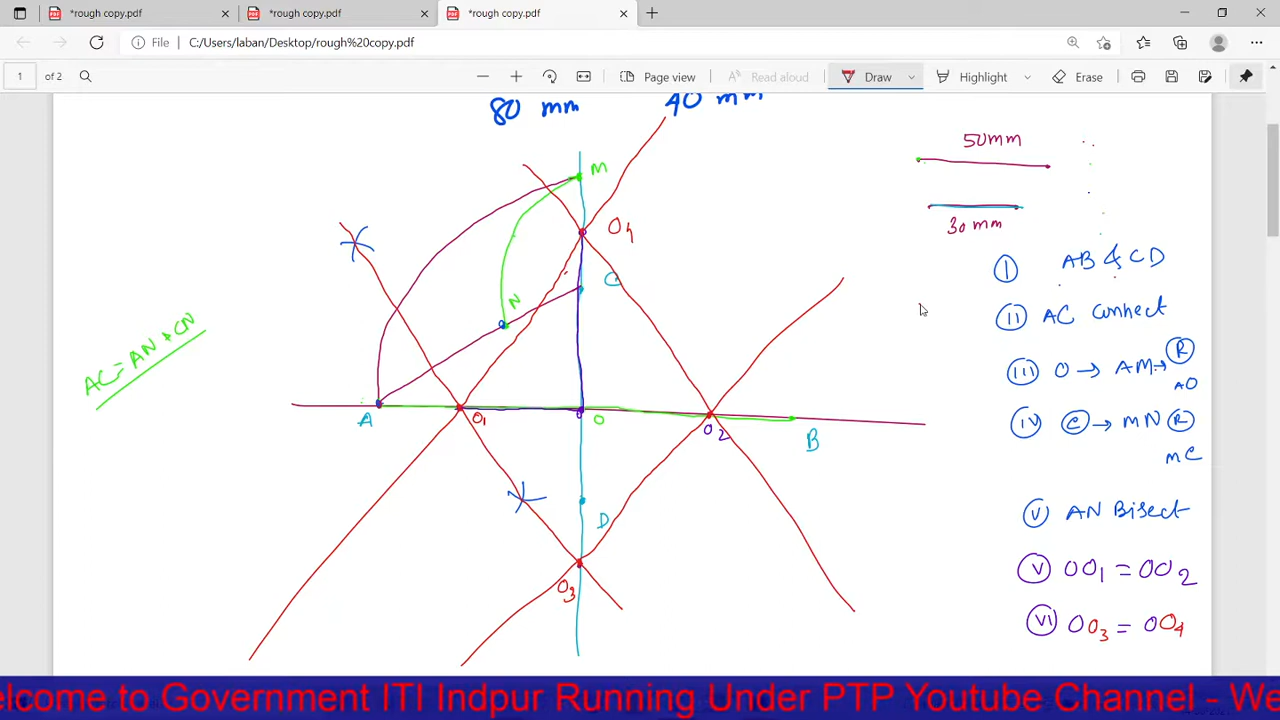 *rough copy.pdf
*rough copy.pdf
*rough copy.pdf
File
C:/Users/laban/Desktop/rough%20copy.pdf
1
of 2
Page view
Read aloud
Draw
Highlight
Erase
80 mm
40 mm
50mm
30mm
M
O4
C
N
AC = AN + CN
A
O1
O
O2
B
D
O3
I AB & CD
II AC connect
III O → AM → R
AO
IV C → MN R
MC
V AN Bisect
V OO1 = OO2
VI OO3 = OO4
elcome to Government ITI Indpur Running Under PTP Youtube Channel - We